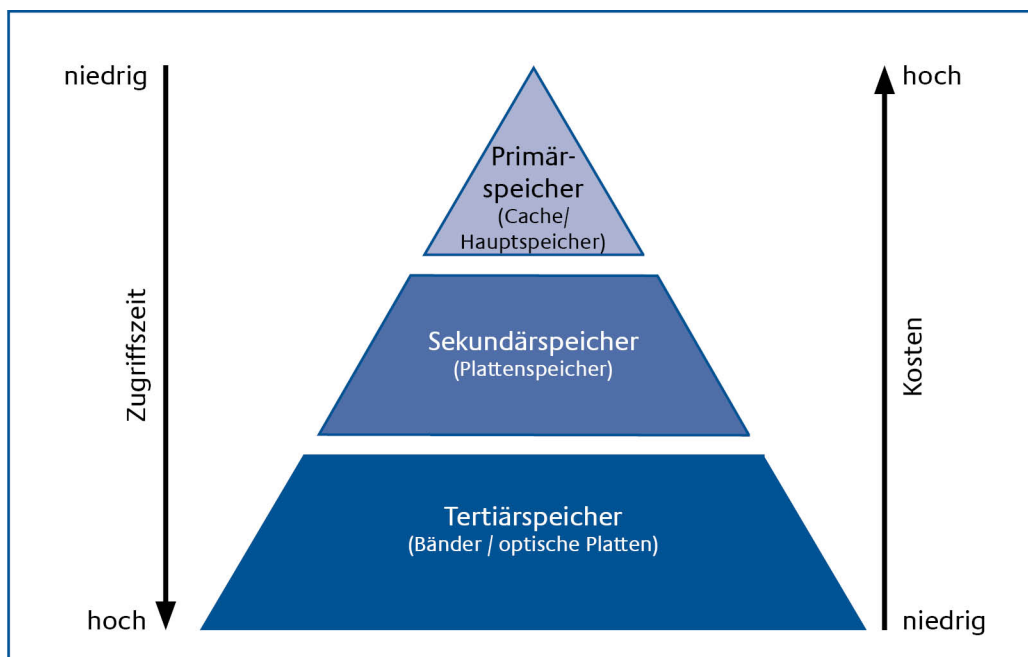 niedrig
hoch
Primär-
speicher
(Cache/
Hauptspeicher)
Zugriffszeit
Sekundärspeicher
(Plattenspeicher)
Kosten
Tertiärspeicher
(Bänder / optische Platten)
hoch
niedrig